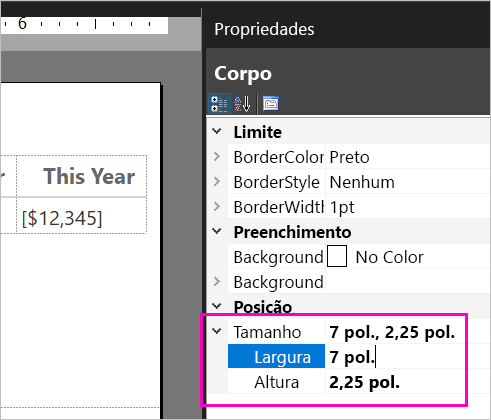 6
Propriedades
Corpo
Limite
BorderColor Preto
BorderStyle Nenhum
BorderWidtl 1pt
Preenchimento
Background No Color
Background
Posição
Tamanho 7 pol., 2,25 pol.
Largura 7 pol.
Altura 2,25 pol.
r This Year
[$12,345]